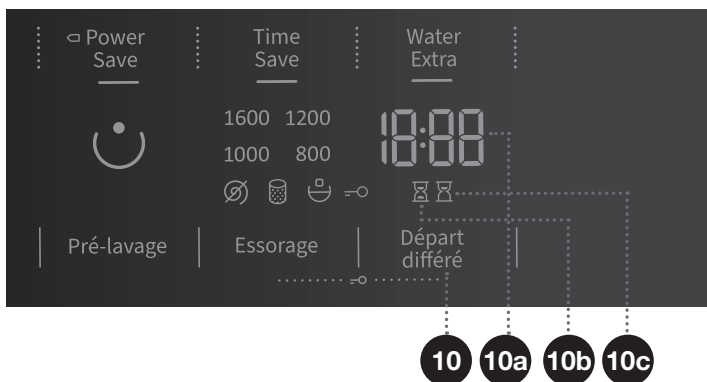 Power Save
Time Save
Water Extra
1600 1200
1000 800
18:88
Pré-lavage
Essorage
Départ différé
10 10a 10b 10c